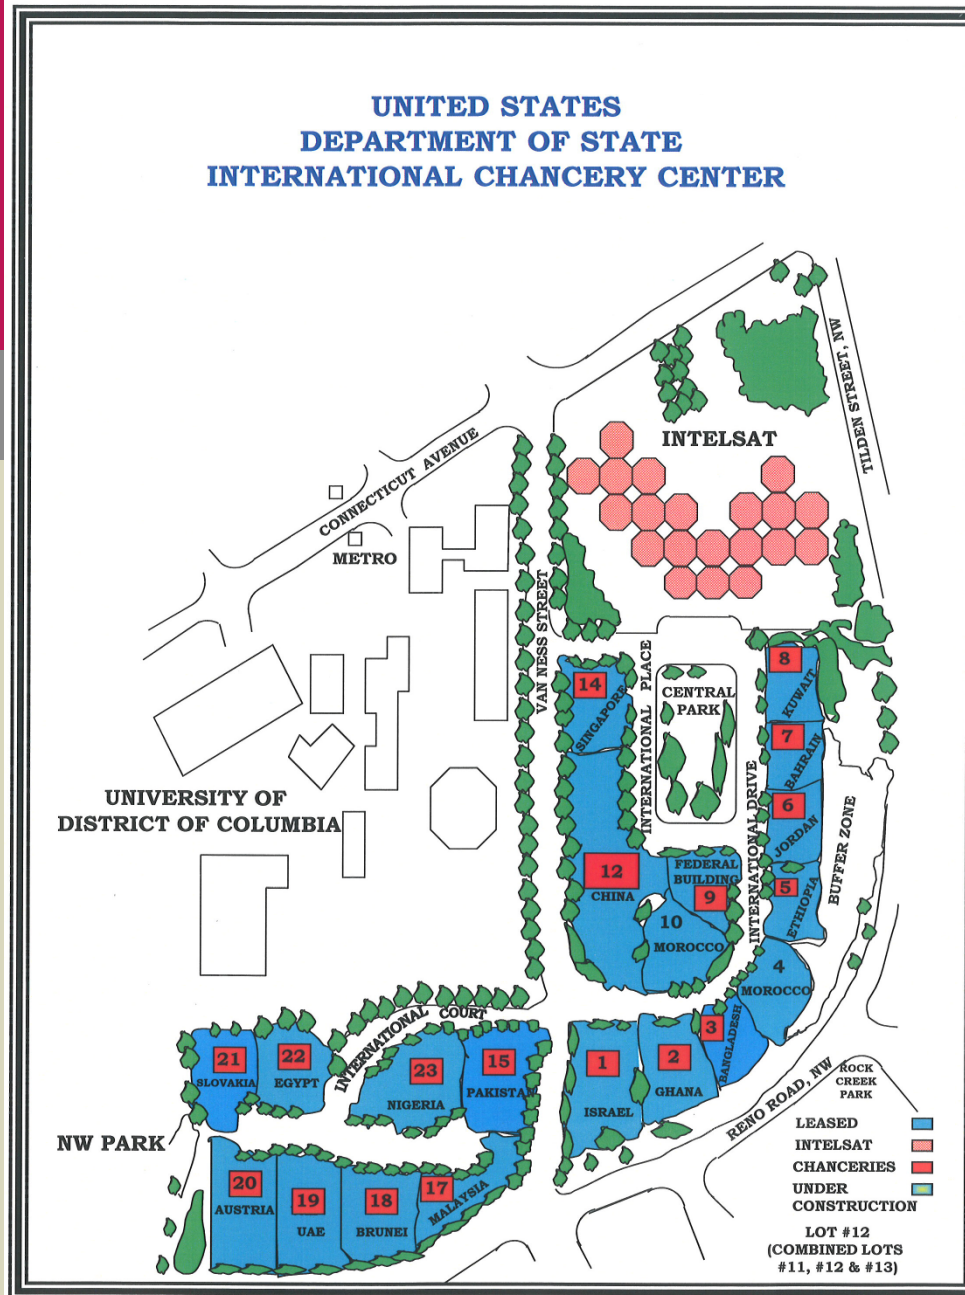 UNITED STATES
DEPARTMENT OF STATE
INTERNATIONAL CHANCERY CENTER
TILDEN STREET, NW
INTELSAT
CONNECTICUT AVENUE
METRO
VAN NESS STREET
INTERNATIONAL PLACE
CENTRAL
PARK
8
KUWAIT
14
SINGAPORE
7
BAHRAIN
UNIVERSITY OF
DISTRICT OF COLUMBIA
INTERNATIONAL DRIVE
6
JORDAN
BUFFER ZONE
12
CHINA
FEDERAL
BUILDING
9
5
ETHIOPIA
10
MOROCCO
4
MOROCCO
INTERNATIONAL COURT
21
SLOVAKIA
22
EGYPT
23
NIGERIA
15
PAKISTAN
1
ISRAEL
2
GHANA
3
BANGLADESH
RENO ROAD, NW
ROCK
CREEK
PARK
NW PARK
20
AUSTRIA
19
UAE
18
BRUNEI
17
MALAYSIA
LEASED
INTELSAT
CHANCERIES
UNDER
CONSTRUCTION
LOT #12
(COMBINED LOTS
#11, #12 & #13)